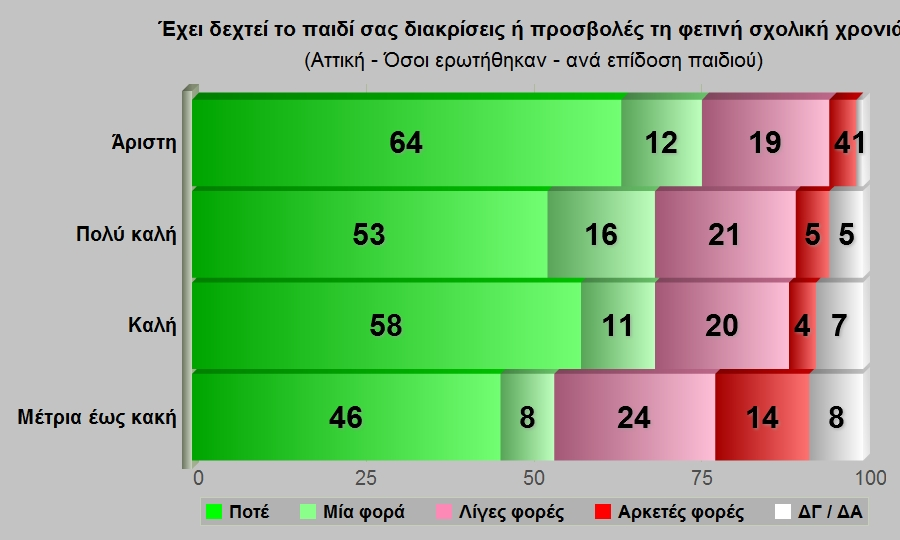 Έχει δεχτεί το παιδί σας διακρίσεις ή προσβολές τη φετινή σχολική χρονιά
(Αττική - Όσοι ερωτήθηκαν - ανά επίδοση παιδιού)
Άριστη 64 12 19 4 1
Πολύ καλή 53 16 21 5 5
Καλή 58 11 20 4 7
Μέτρια έως κακή 46 8 24 14 8
0 25 50 75 100
Ποτέ Μία φορά Λίγες φορές Αρκετές φορές ΔΓ / ΔΑ